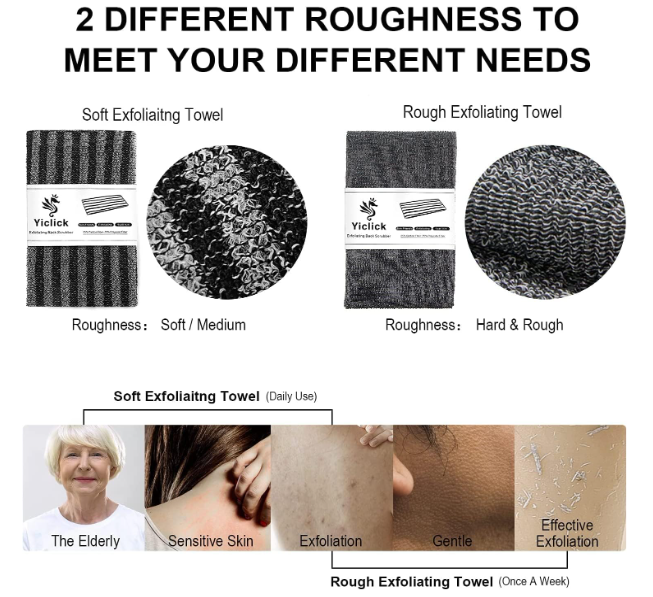 2 DIFFERENT ROUGHNESS TO
MEET YOUR DIFFERENT NEEDS
Soft Exfoliaitng Towel
Rough Exfoliating Towel
Yiclick
Exfoliating Back Scrubber
Yiclick
Exfoliating Back Scrubber
Roughness: Soft / Medium
Roughness: Hard & Rough
Soft Exfoliaitng Towel (Daily Use)
The Elderly
Sensitive Skin
Exfoliation
Gentle
Effective
Exfoliation
Rough Exfoliating Towel (Once A Week)